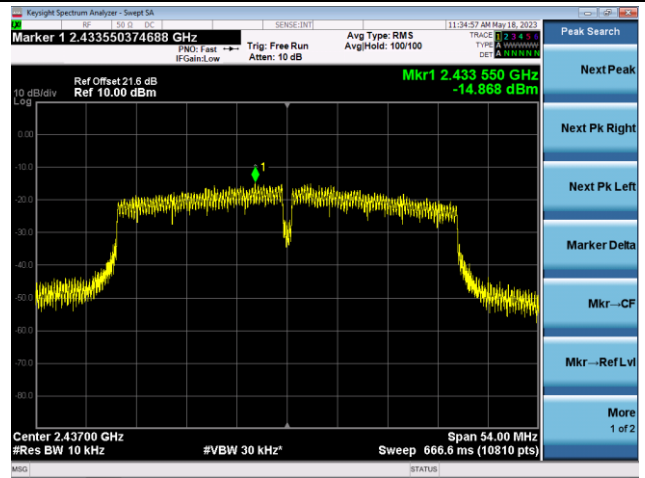 Keysight Spectrum Analyzer - Swept SA
RF 50 Ω DC SENSE:INT 11:34:57 AM May 18, 2023
Marker 1 2.433550374688 GHz
PNO: Fast Trig: Free Run
IFGain:Low Atten: 10 dB
Avg Type: RMS
Avg|Hold: 100/100
TRACE 1 2 3 4 5 6
TYPE A WWWWW
DET A N N N N N
Peak Search
Mkr1 2.433 550 GHz
-14.868 dBm
Ref Offset 21.6 dB
10 dB/div Ref 10.00 dBm
Log
1
0.00
-10.0
-20.0
-30.0
-40.0
-50.0
-60.0
-70.0
-80.0
Center 2.43700 GHz Span 54.00 MHz
#Res BW 10 kHz #VBW 30 kHz* Sweep 666.6 ms (10810 pts)
Next Peak
Next Pk Right
Next Pk Left
Marker Delta
Mkr→CF
Mkr→RefLvl
More
1 of 2
MSG STATUS